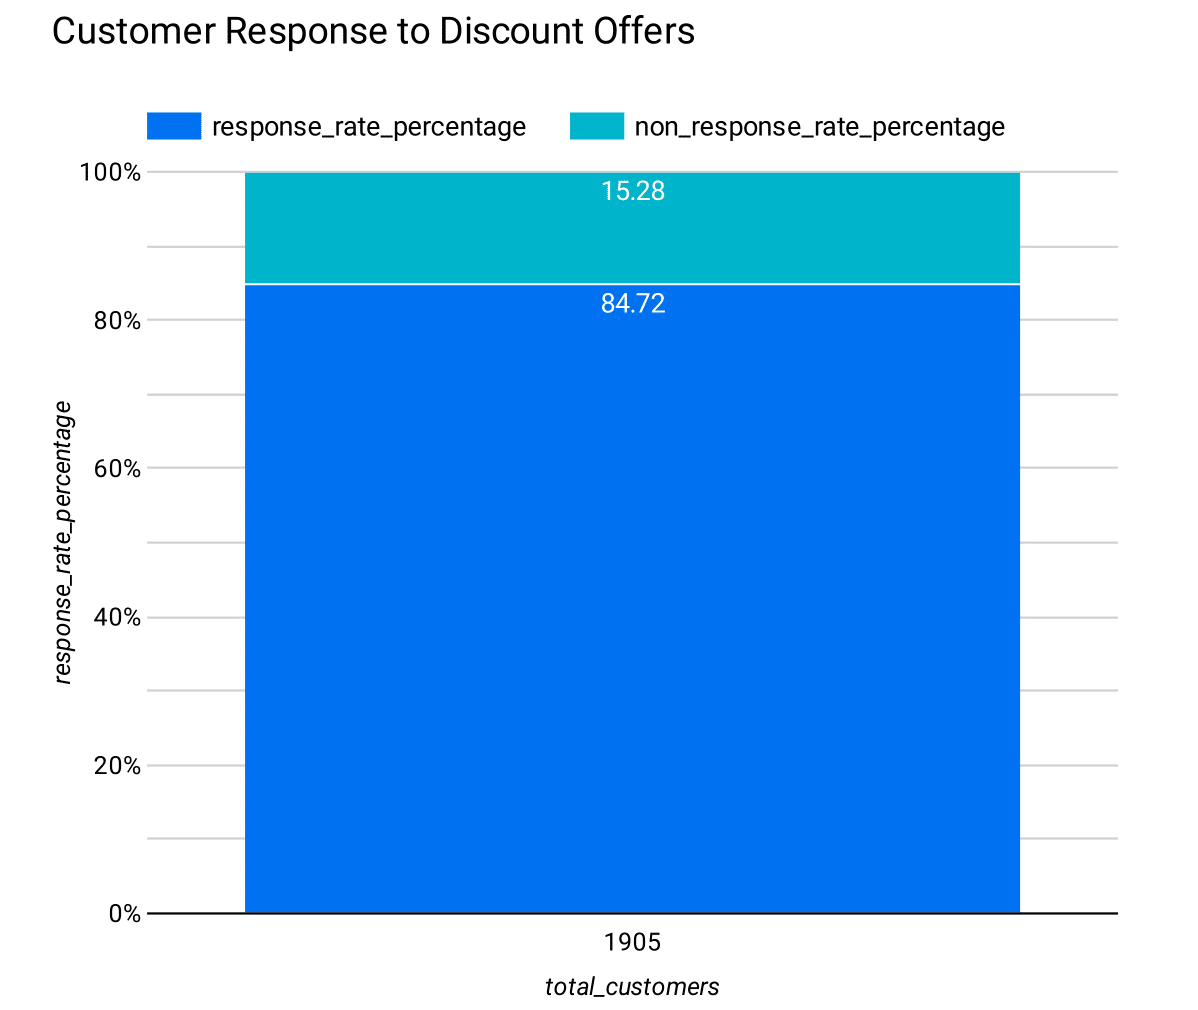 Customer Response to Discount Offers
response_rate_percentage non_response_rate_percentage
100%
15.28
84.72
80%
60%
response_rate_percentage
40%
20%
0%
1905
total_customers